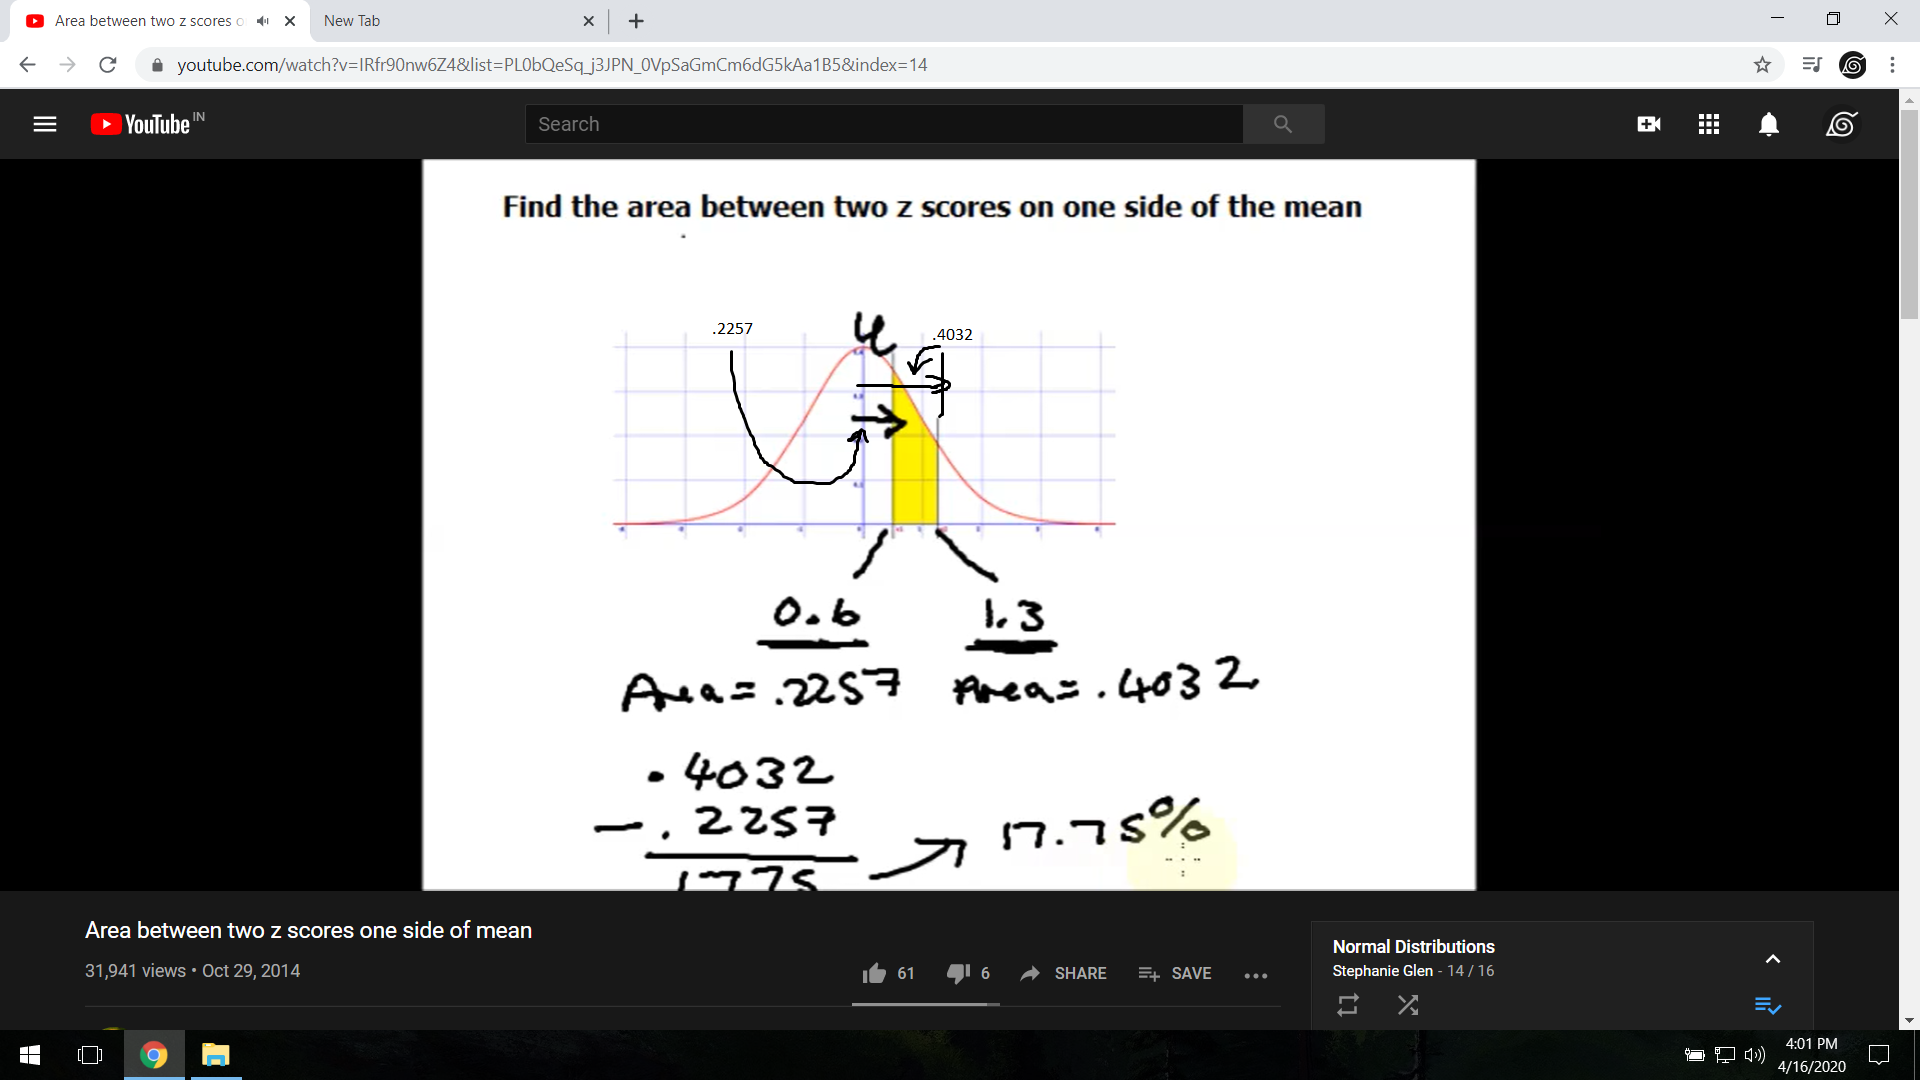 Area between two z scores o
New Tab
youtube.com/watch?v=IRfr90nw6Z4&list=PL0bQeSq_j3JPN_0VpSaGmCm6dG5kAa1B5&index=14
YouTube IN
Search
Find the area between two z scores on one side of the mean
.2257
.4032
0.6 1.3
Area = .2257 Area = .4032
.4032
- .2257
1775
17.75%
Area between two z scores one side of mean
31,941 views • Oct 29, 2014
61 6 SHARE SAVE
Normal Distributions
Stephanie Glen - 14 / 16
4:01 PM
4/16/2020